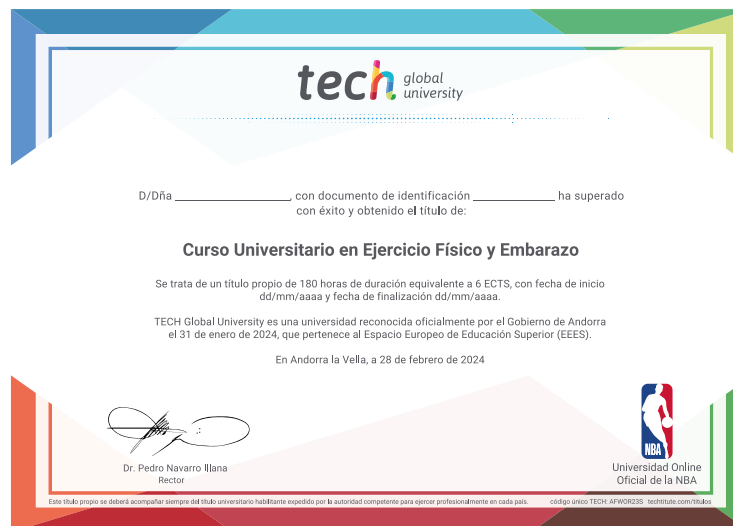 tech global
university
D/Dña ____________, con documento de identificación ____________ ha superado
con éxito y obtenido el título de:
Curso Universitario en Ejercicio Físico y Embarazo
Se trata de un título propio de 180 horas de duración equivalente a 6 ECTS, con fecha de inicio
dd/mm/aaaa y fecha de finalización dd/mm/aaaa.
TECH Global University es una universidad reconocida oficialmente por el Gobierno de Andorra
el 31 de enero de 2024, que pertenece al Espacio Europeo de Educación Superior (EEES).
En Andorra la Vella, a 28 de febrero de 2024
NBA
Dr. Pedro Navarro Illana
Rector
Universidad Online
Oficial de la NBA
Este título propio se deberá acompañar siempre del título universitario habilitante expedido por la autoridad competente para ejercer profesionalmente en cada país. código único TECH: AFWOR23S techtitute.com/titulos